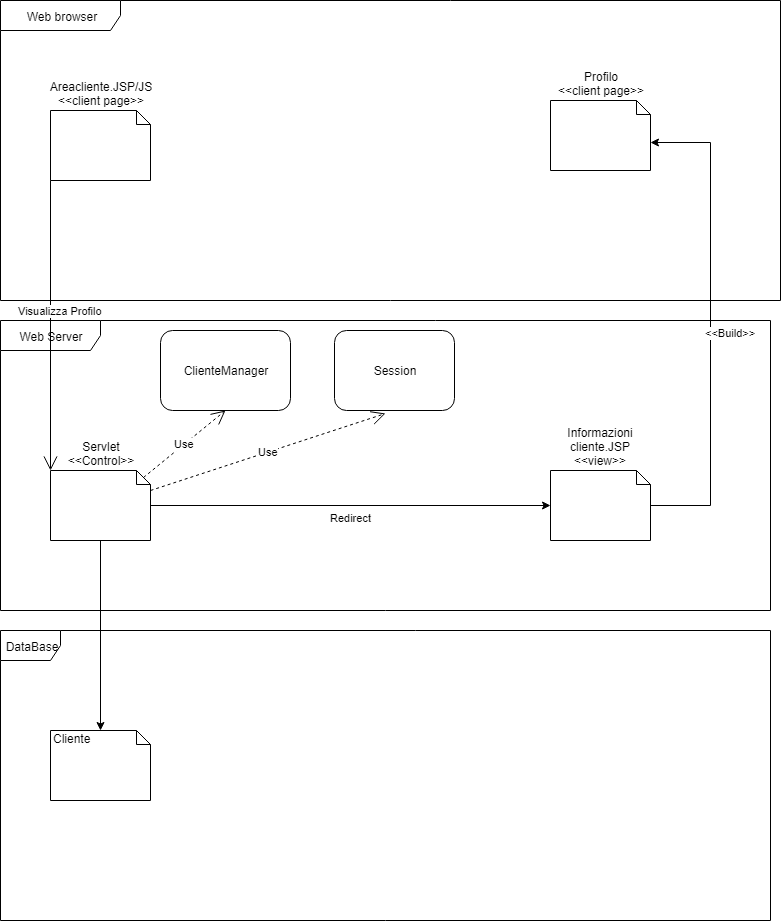 Web browser
Areacliente.JSP/JS
<<client page>>
Profilo
<<client page>>
Visualizza Profilo
Web Server
<<Build>>
ClienteManager
Session
Use
Use
Servlet
<<Control>>
Informazioni
cliente.JSP
<<view>>
Redirect
DataBase
Cliente